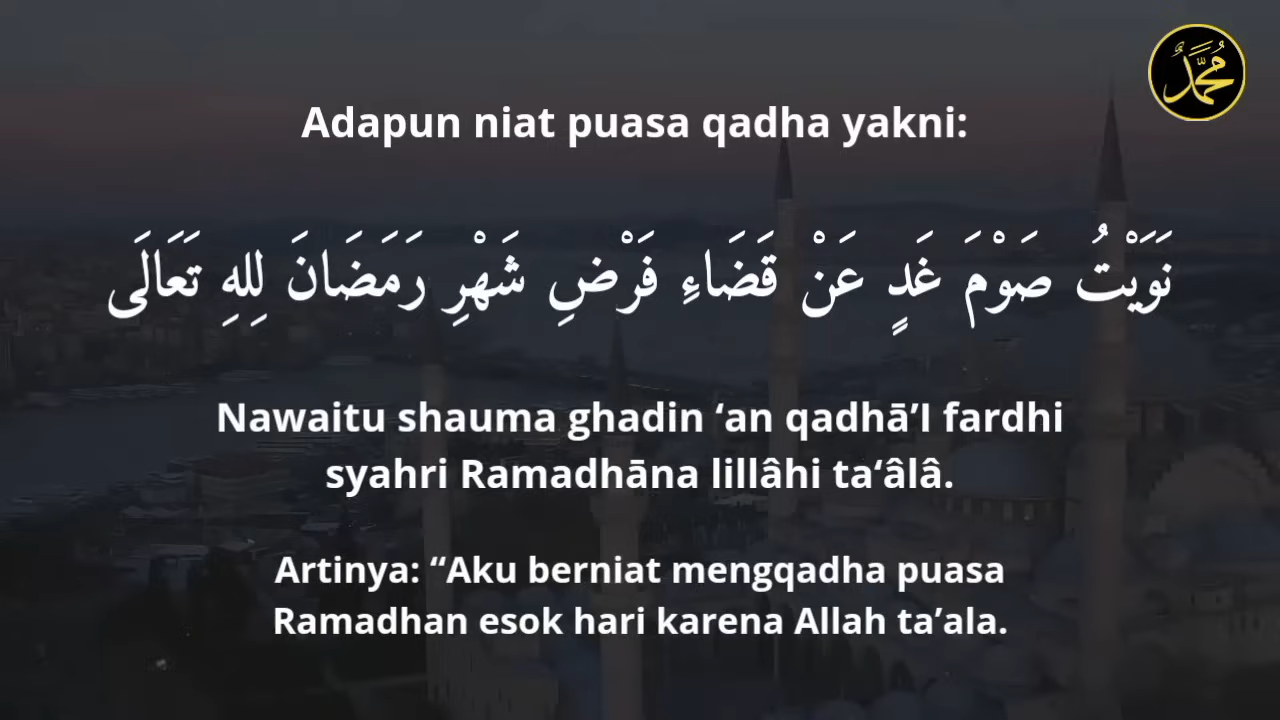 مُحَمَّدٌ
Adapun niat puasa qadha yakni:
نَوَيْتُ صَوْمَ غَدٍ عَنْ قَضَاءِ فَرْضِ شَهْرِ رَمَضَانَ لِلهِ تَعَالَى
Nawaitu shauma ghadin ‘an qadhā’I fardhi
syahri Ramadhāna lillâhi ta‘âlâ.
Artinya: “Aku berniat mengqadha puasa
Ramadhan esok hari karena Allah ta’ala.